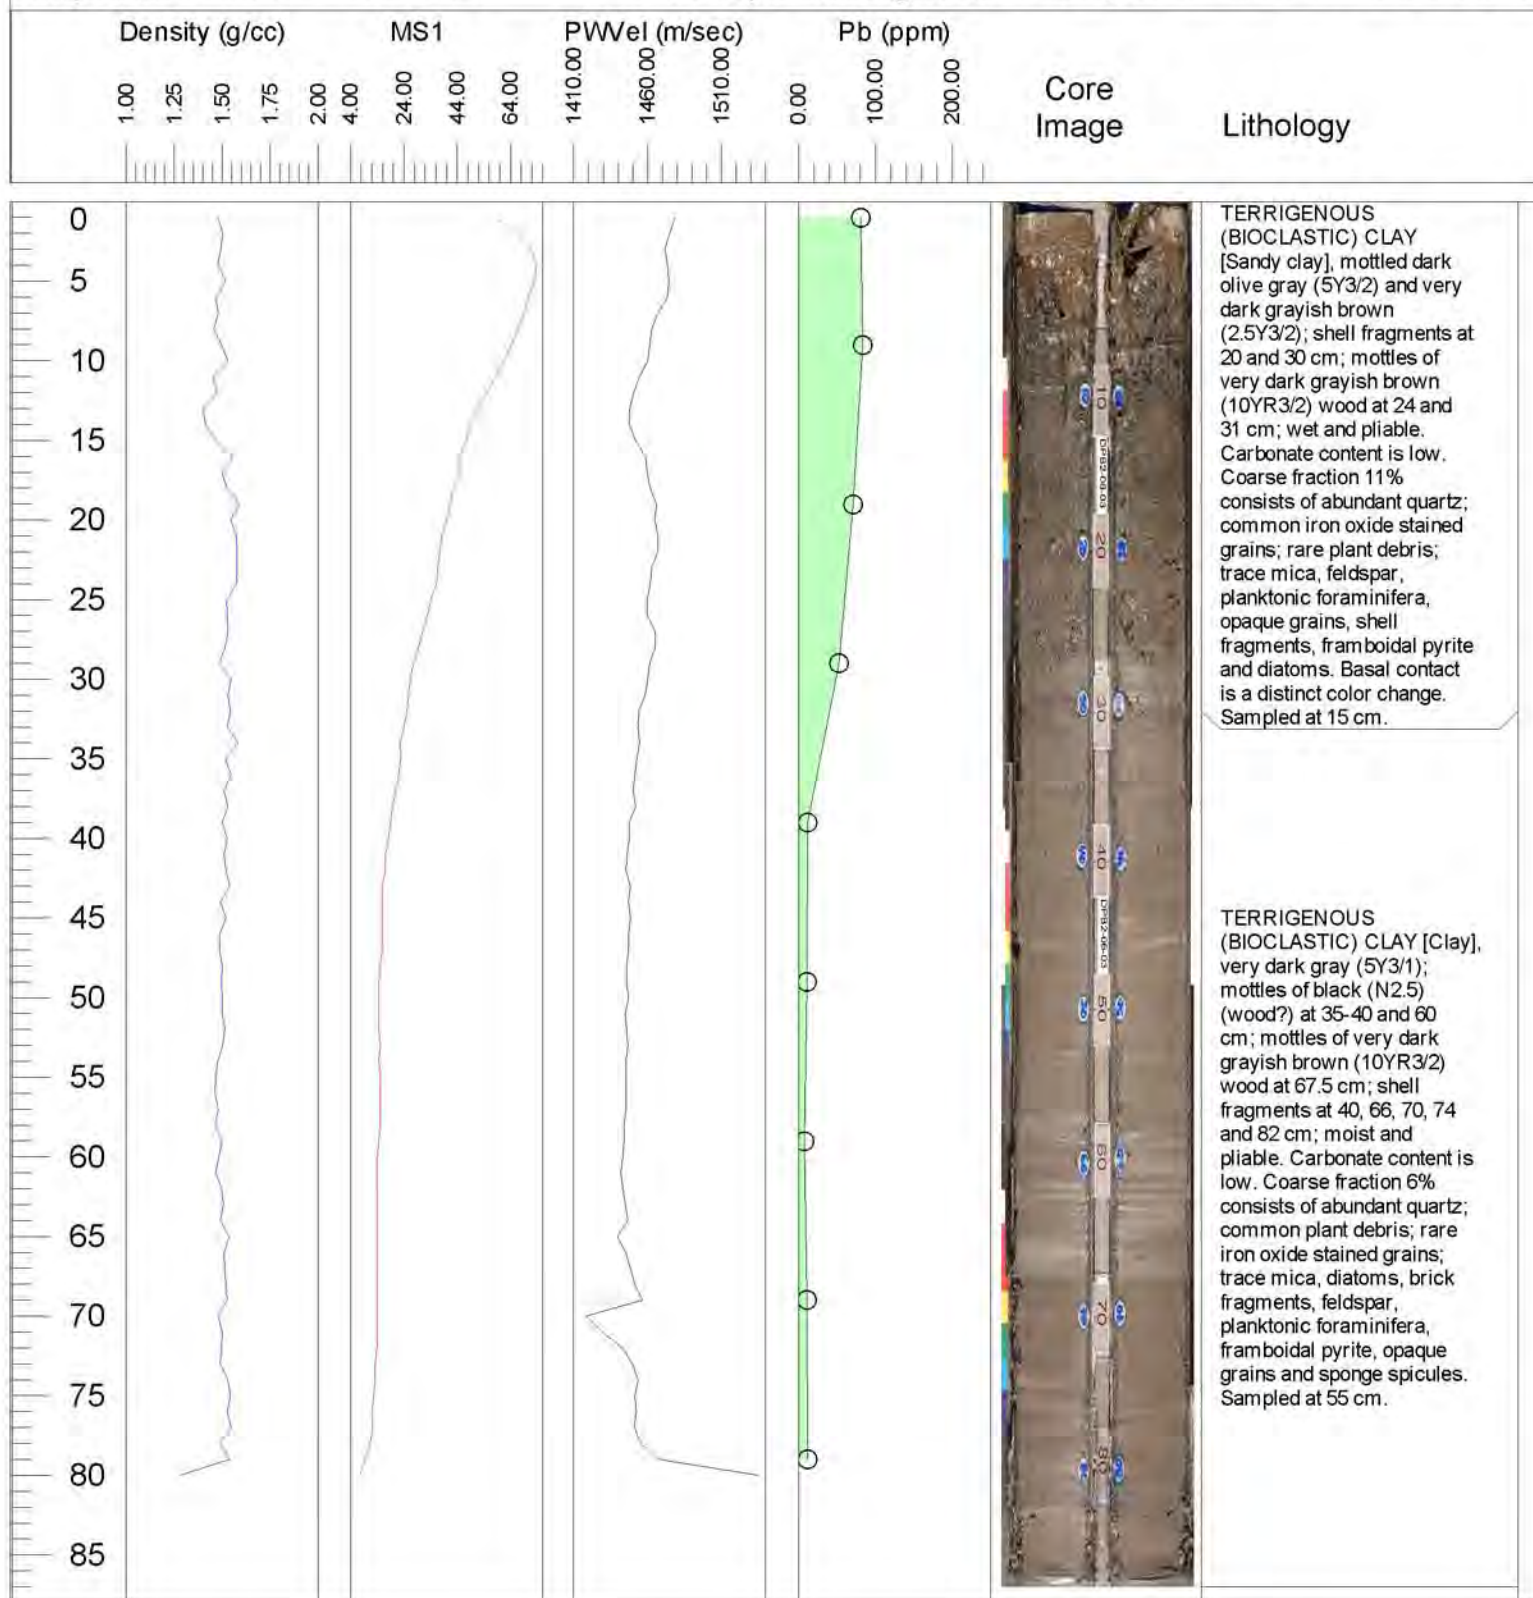 Density (g/cc)
MS1
PWVel (m/sec)
Pb (ppm)
1.00
1.25
1.50
1.75
2.00
4.00
24.00
44.00
64.00
1410.00
1460.00
1510.00
0.00
100.00
200.00
Core
Image
Lithology
0
5
10
15
20
25
30
35
40
45
50
55
60
65
70
75
80
85
10
20
30
40
50
60
70
80
TERRIGENOUS
(BIOCLASTIC) CLAY
[Sandy clay], mottled dark
olive gray (5Y3/2) and very
dark grayish brown
(2.5Y3/2); shell fragments at
20 and 30 cm; mottles of
very dark grayish brown
(10YR3/2) wood at 24 and
31 cm; wet and pliable.
Carbonate content is low.
Coarse fraction 11%
consists of abundant quartz;
common iron oxide stained
grains; rare plant debris;
trace mica, feldspar,
planktonic foraminifera,
opaque grains, shell
fragments, framboidal pyrite
and diatoms. Basal contact
is a distinct color change.
Sampled at 15 cm.
TERRIGENOUS
(BIOCLASTIC) CLAY [Clay],
very dark gray (5Y3/1);
mottles of black (N2.5)
(wood?) at 35-40 and 60
cm; mottles of very dark
grayish brown (10YR3/2)
wood at 67.5 cm; shell
fragments at 40, 66, 70, 74
and 82 cm; moist and
pliable. Carbonate content is
low. Coarse fraction 6%
consists of abundant quartz;
common plant debris; rare
iron oxide stained grains;
trace mica, diatoms, brick
fragments, feldspar,
planktonic foraminifera,
framboidal pyrite, opaque
grains and sponge spicules.
Sampled at 55 cm.